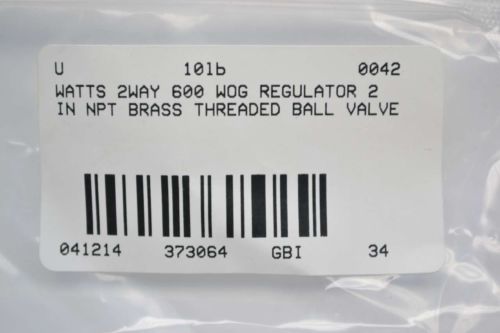 U 10lb 0042
WATTS 2WAY 600 WOG REGULATOR 2
IN NPT BRASS THREADED BALL VALVE
041214 373064 GBI 34